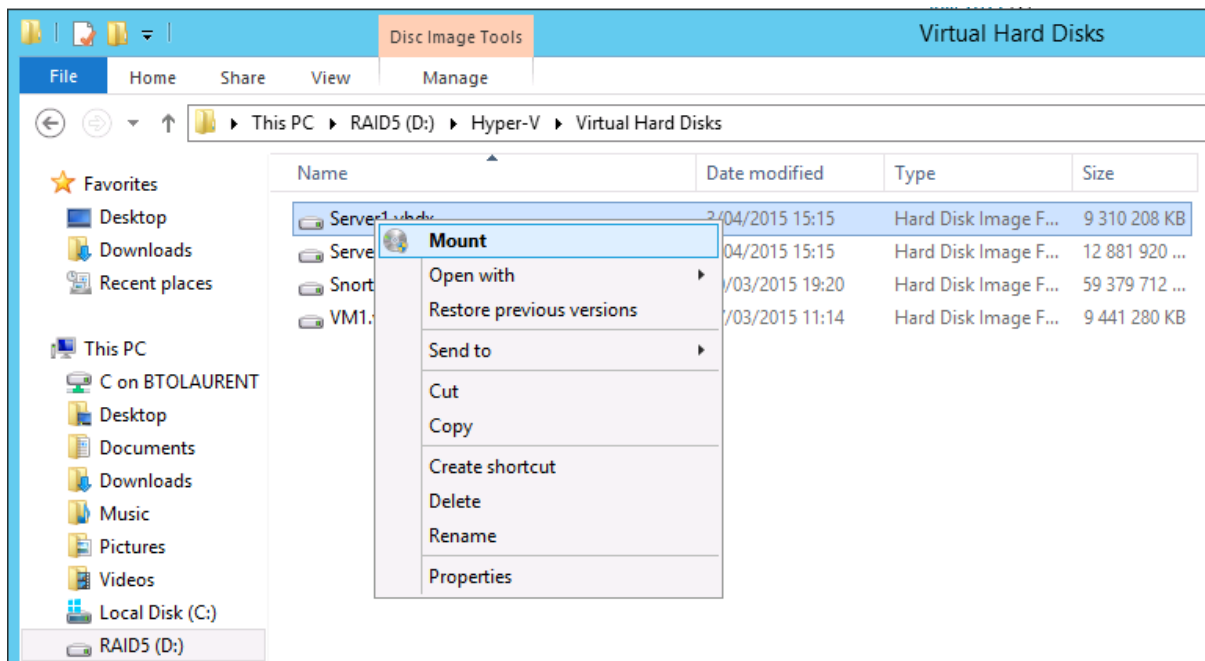 Disc Image Tools
Virtual Hard Disks
File Home Share View Manage
This PC RAID5 (D:) Hyper-V Virtual Hard Disks
Name Date modified Type Size
Favorites
Desktop
Downloads
Recent places
This PC
C on BTOLAURENT
Desktop
Documents
Downloads
Music
Pictures
Videos
Local Disk (C:)
RAID5 (D:)
Server1.vhdx 3/04/2015 15:15 Hard Disk Image F... 9 310 208 KB
Serve 04/2015 15:15 Hard Disk Image F... 12 881 920 ...
Snort /03/2015 19:20 Hard Disk Image F... 59 379 712 ...
VM1. /03/2015 11:14 Hard Disk Image F... 9 441 280 KB
Mount
Open with
Restore previous versions
Send to
Cut
Copy
Create shortcut
Delete
Rename
Properties